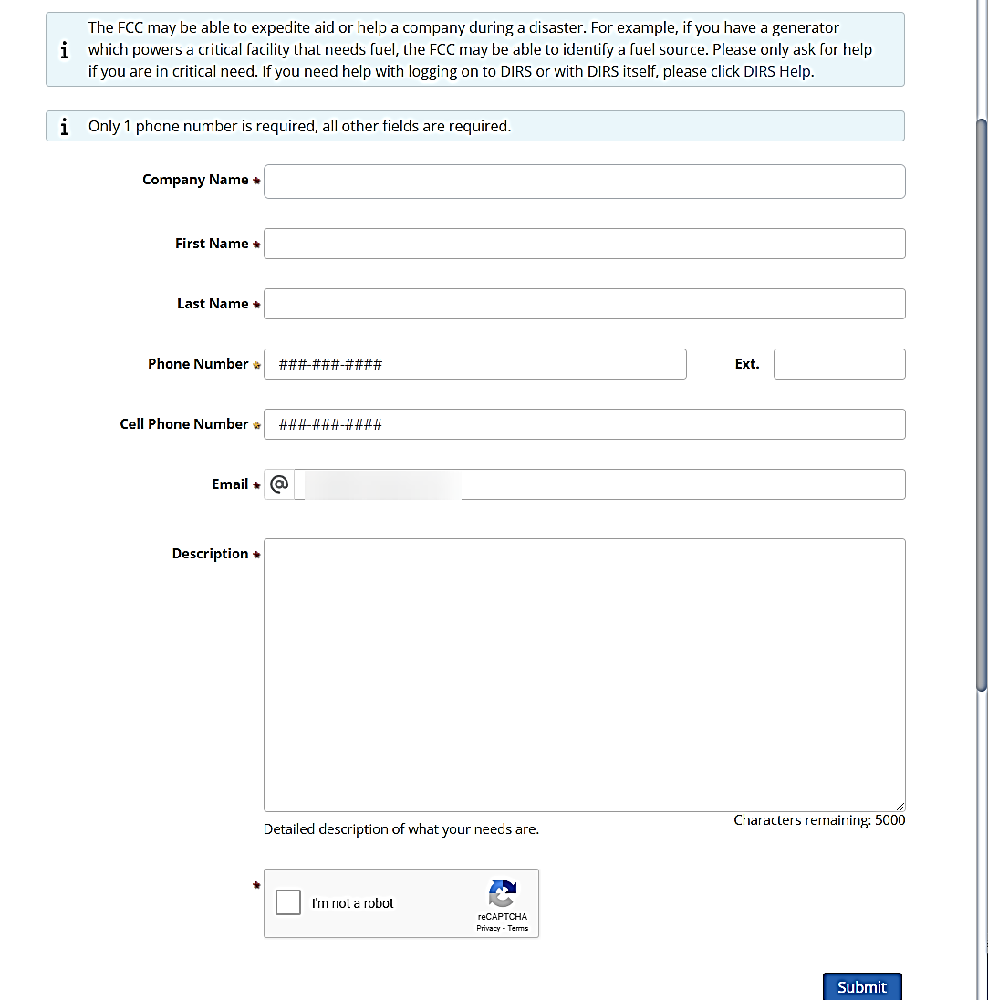 The FCC may be able to expedite aid or help a company during a disaster. For example, if you have a generator
which powers a critical facility that needs fuel, the FCC may be able to identify a fuel source. Please only ask for help
if you are in critical need. If you need help with logging on to DIRS or with DIRS itself, please click DIRS Help.
Only 1 phone number is required, all other fields are required.
Company Name
First Name
Last Name
Phone Number ###-###-#### Ext.
Cell Phone Number ###-###-####
Email @
Description
Characters remaining: 5000
Detailed description of what your needs are.
I'm not a robot
reCAPTCHA
Privacy - Terms
Submit